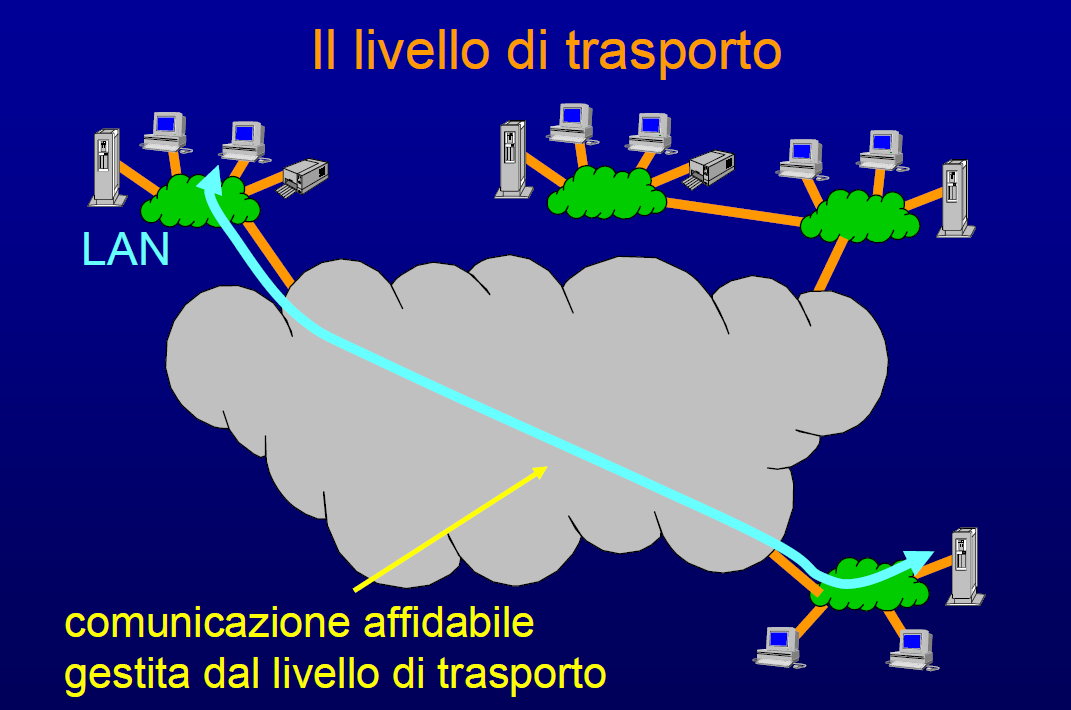 Il livello di trasporto
LAN
comunicazione affidabile
gestita dal livello di trasporto